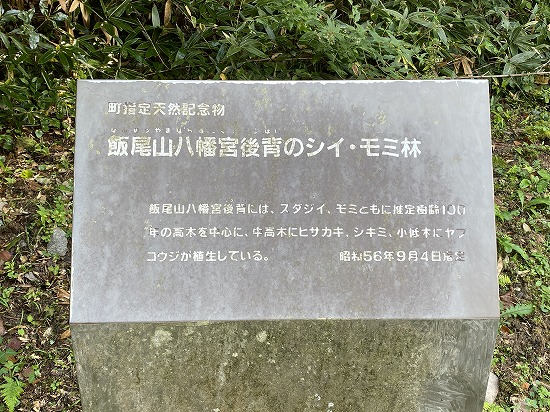 町指定天然記念物
飯尾山八幡宮後背のシイ・モミ林
飯尾山八幡宮後背には、スタジイ、モミともに推定樹齢100
年の高木を中心に、中高木にヒサカキ、シキミ、小低木にヤブ
コウジが植生している。 昭和56年9月4日指定